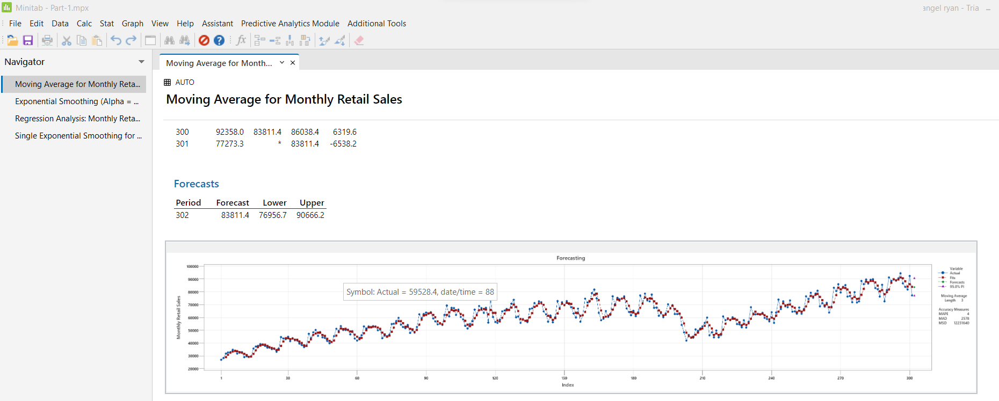 Minitab - Part-1.mpx
angel ryan - Tria
File Edit Data Calc Stat Graph View Help Assistant Predictive Analytics Module Additional Tools
Navigator
Moving Average for Monthly Reta...
Exponential Smoothing (Alpha = ...
Regression Analysis: Monthly Reta...
Single Exponential Smoothing for ...
Moving Average for Month...
AUTO
Moving Average for Monthly Retail Sales
300 92358.0 83811.4 86038.4 6319.6
301 77273.3 * 83811.4 -6538.2
Forecasts
Period Forecast Lower Upper
302 83811.4 76956.7 90666.2
Forecasting
Monthly Retail Sales
100000
90000
80000
70000
60000
50000
40000
30000
20000
Symbol: Actual = 59528.4, date/time = 88
1 30 60 90 120 150 180 210 240 270 300
Index
Variable
Actual
Fits
Forecasts
95.0% PI
Moving Average
Length 3
Accuracy Measures
MAPE 4
MAD 2578
MSD 12231640